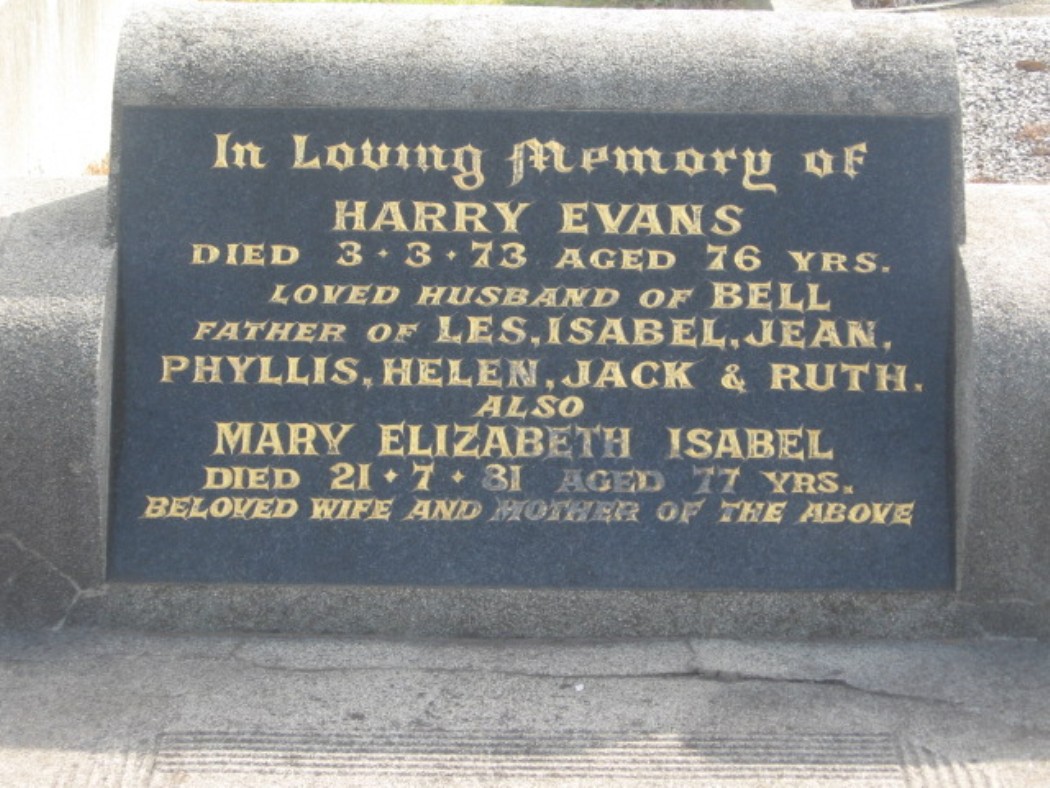 In Loving Memory of
HARRY EVANS
DIED 3·3·73 AGED 76 YRS.
LOVED HUSBAND OF BELL
FATHER OF LES, ISABEL, JEAN,
PHYLLIS, HELEN, JACK & RUTH.
ALSO
MARY ELIZABETH ISABEL
DIED 21·7·81 AGED 77 YRS.
BELOVED WIFE AND MOTHER OF THE ABOVE